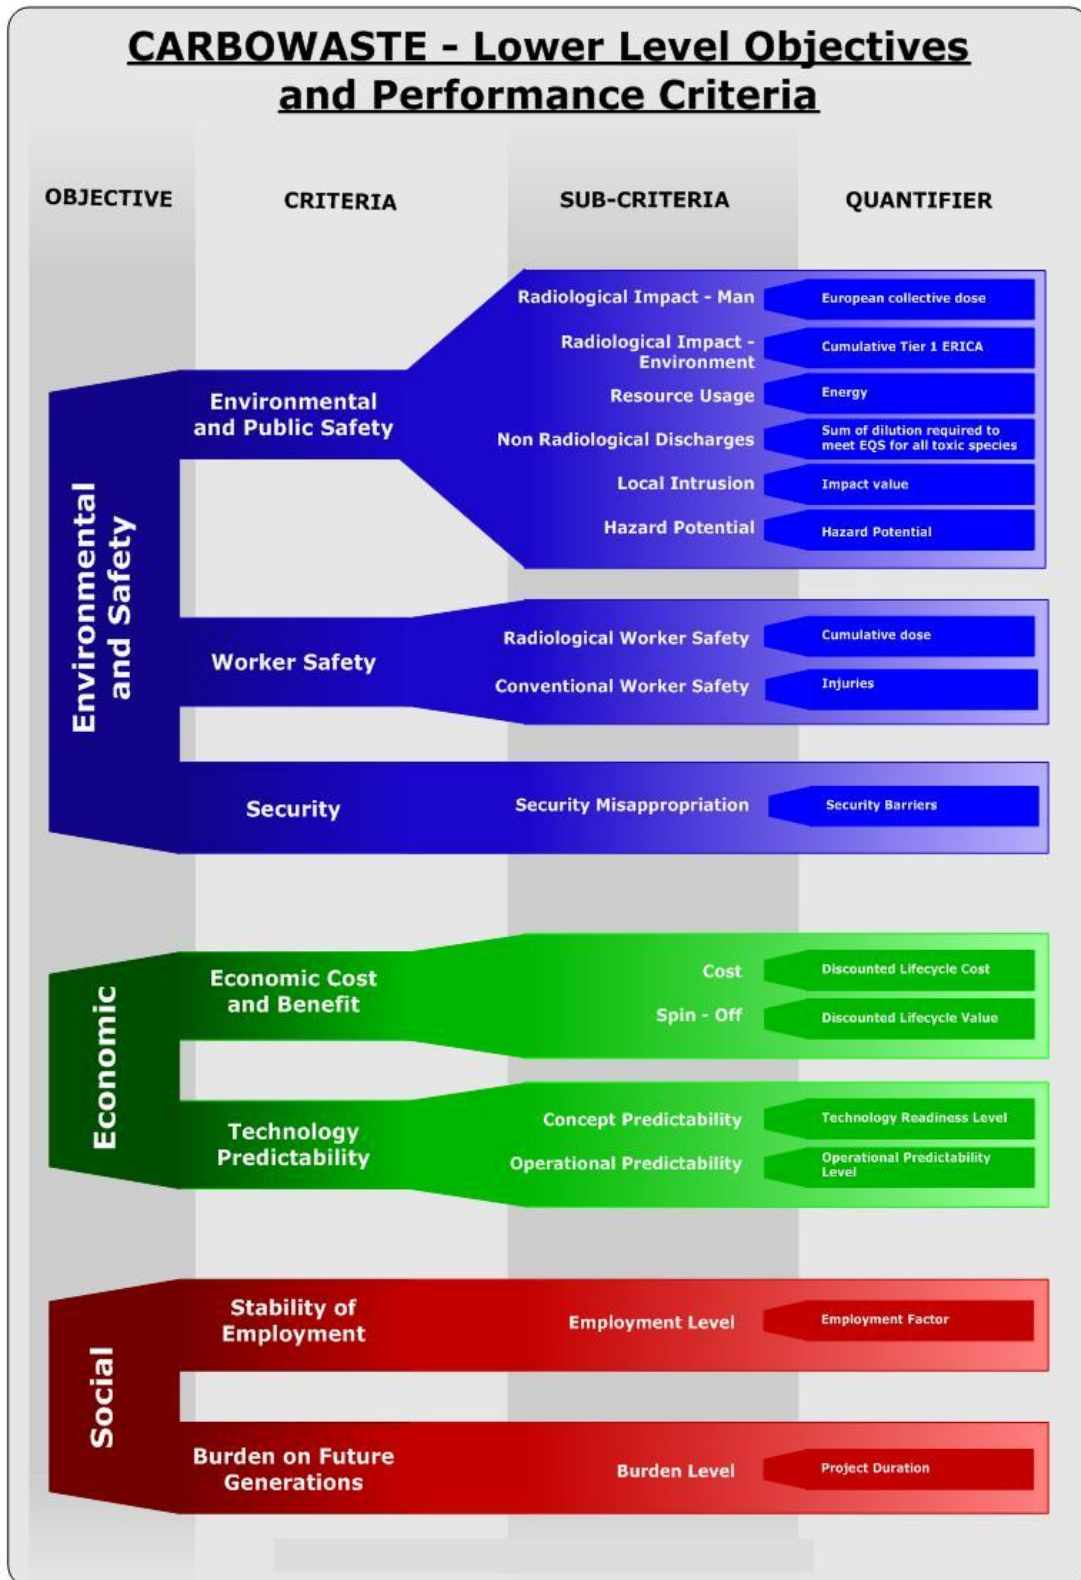 CARBOWASTE - Lower Level Objectives
and Performance Criteria
OBJECTIVE
CRITERIA
SUB-CRITERIA
QUANTIFIER
Environmental
and Safety
Environmental
and Public Safety
Radiological Impact - Man
European collective dose
Radiological Impact -
Environment
Cumulative Tier 1 ERICA
Resource Usage
Energy
Non Radiological Discharges
Sum of dilution required to
meet EQS for all toxic species
Local Intrusion
Impact value
Hazard Potential
Hazard Potential
Worker Safety
Radiological Worker Safety
Cumulative dose
Conventional Worker Safety
Injuries
Security
Security Misappropriation
Security Barriers
Economic
Economic Cost
and Benefit
Cost
Discounted Lifecycle Cost
Spin - Off
Discounted Lifecycle Value
Technology
Predictability
Concept Predictability
Technology Readiness Level
Operational Predictability
Operational Predictability
Level
Social
Stability of
Employment
Employment Level
Employment Factor
Burden on Future
Generations
Burden Level
Project Duration